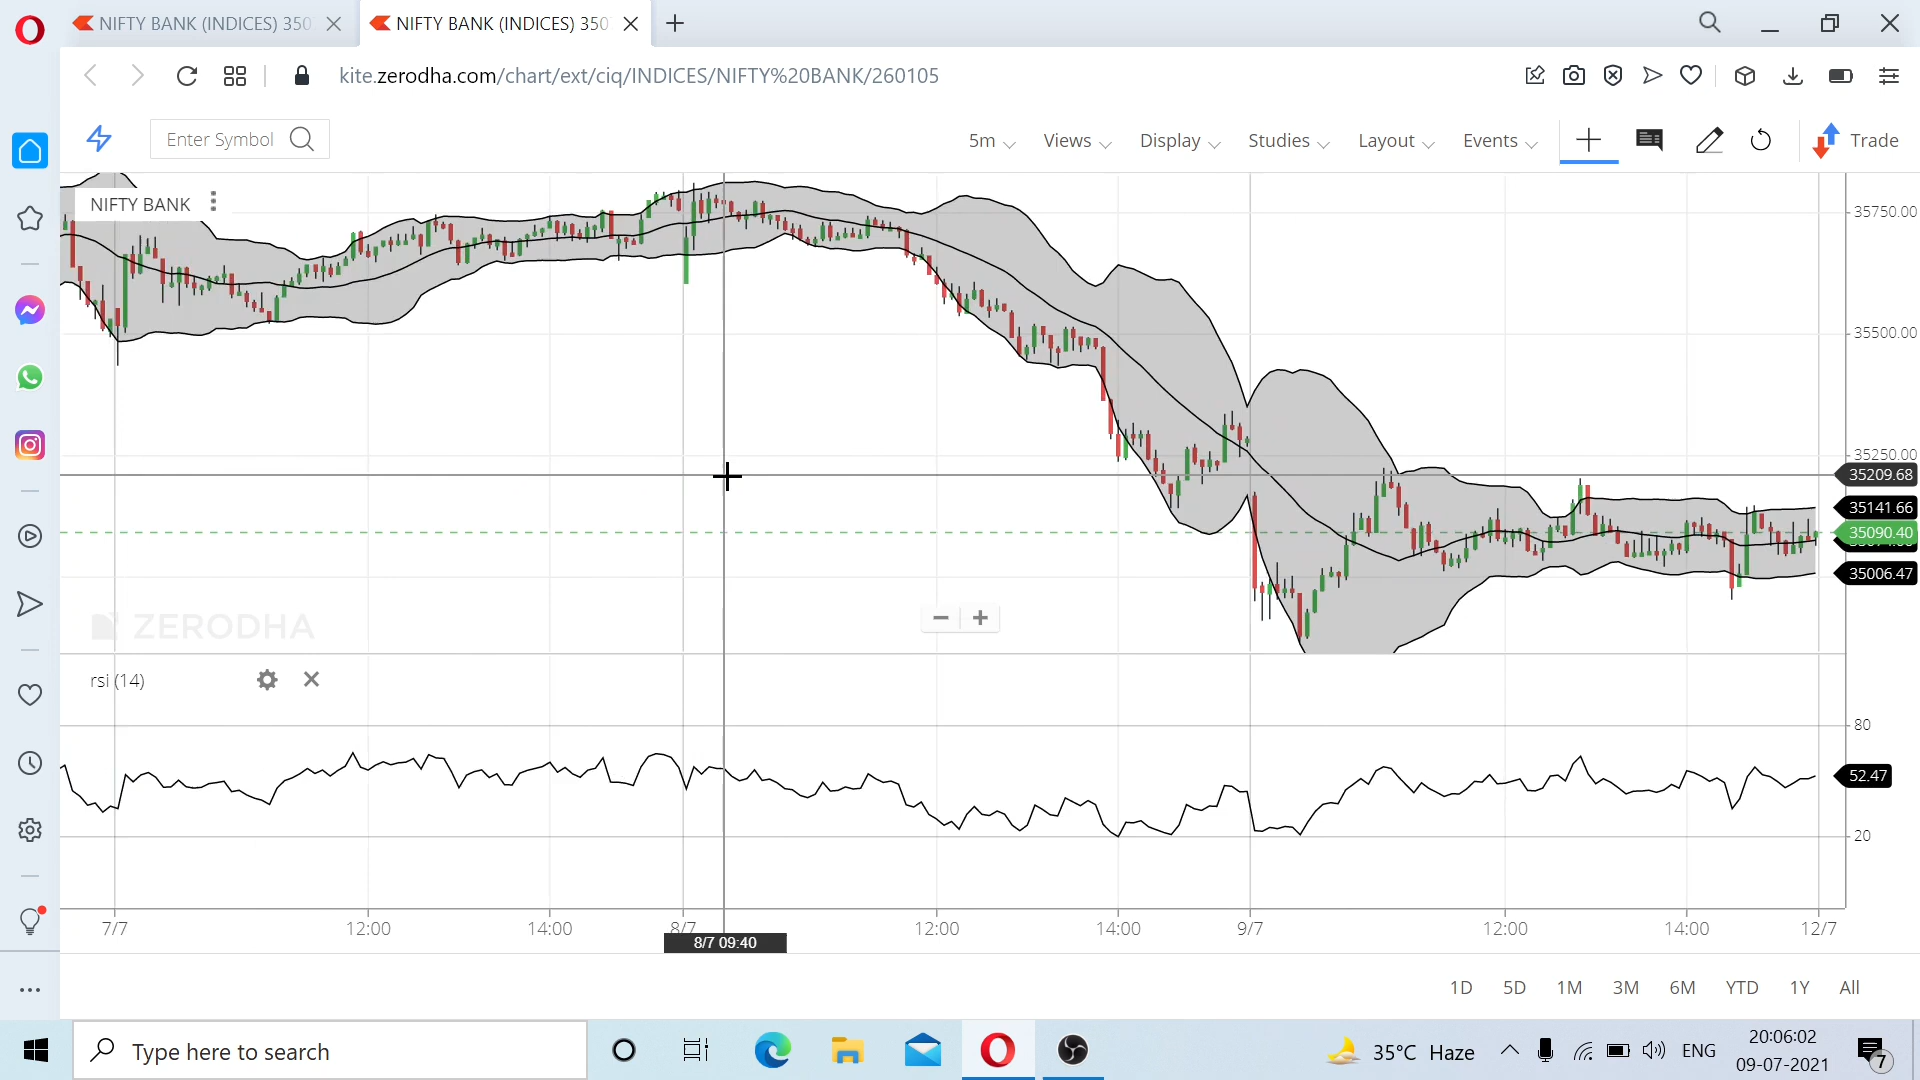 NIFTY BANK (INDICES) 350
NIFTY BANK (INDICES) 350
kite.zerodha.com/chart/ext/ciq/INDICES/NIFTY%20BANK/260105
Enter Symbol
5m
Views
Display
Studies
Layout
Events
Trade
NIFTY BANK
35750.00
35500.00
35250.00
35209.68
35141.66
35090.40
35006.47
ZERODHA
rsi (14)
80
52.47
20
7/7
12:00
14:00
8/7
12:00
14:00
9/7
12:00
14:00
12/7
8/7 09:40
1D
5D
1M
3M
6M
YTD
1Y
All
Type here to search
35°C Haze
ENG
20:06:02
09-07-2021
7